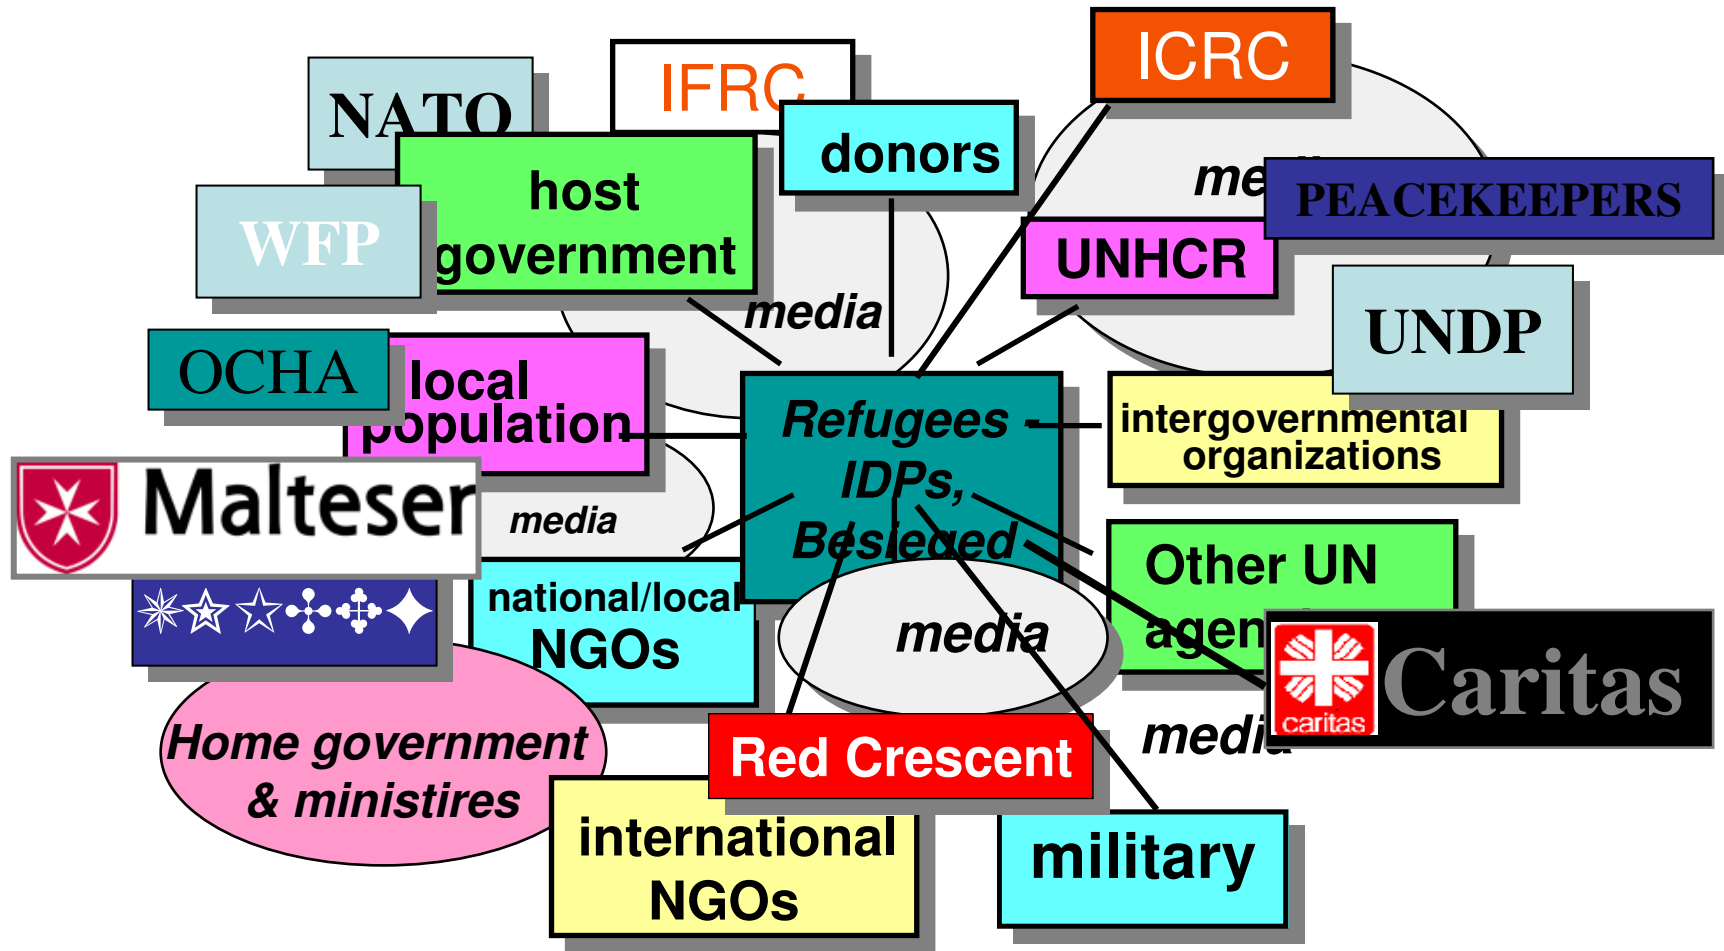 ICRC
IFRC
NATO
donors
host
government
WFP
PEACEKEEPERS
UNHCR
media
UNDP
OCHA
local
population
Refugees -
IDPs,
Besieged
intergovernmental
organizations
Malteser
media
Other UN
national/local
NGOs
media
caritas
Caritas
Home government
& ministires
Red Crescent
media
international
NGOs
military